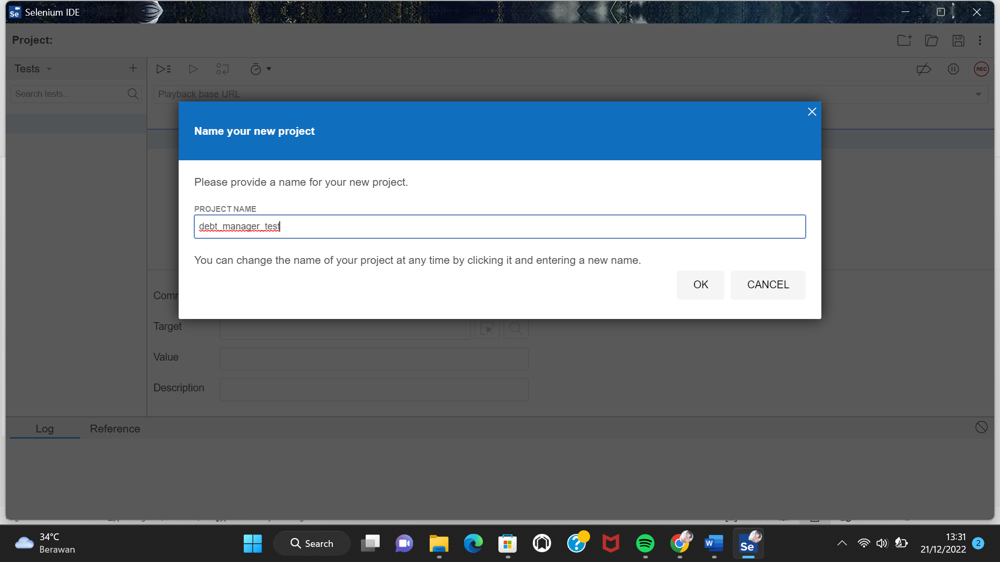 Selenium IDE
Project:
Tests
REC
Search tests...
Playback base URL
Name your new project
Please provide a name for your new project.
PROJECT NAME
debt_manager_test
You can change the name of your project at any time by clicking it and entering a new name.
OK
CANCEL
Comm
Target
Value
Description
Log
Reference
34°C
Berawan
Search
13:31
21/12/2022
2